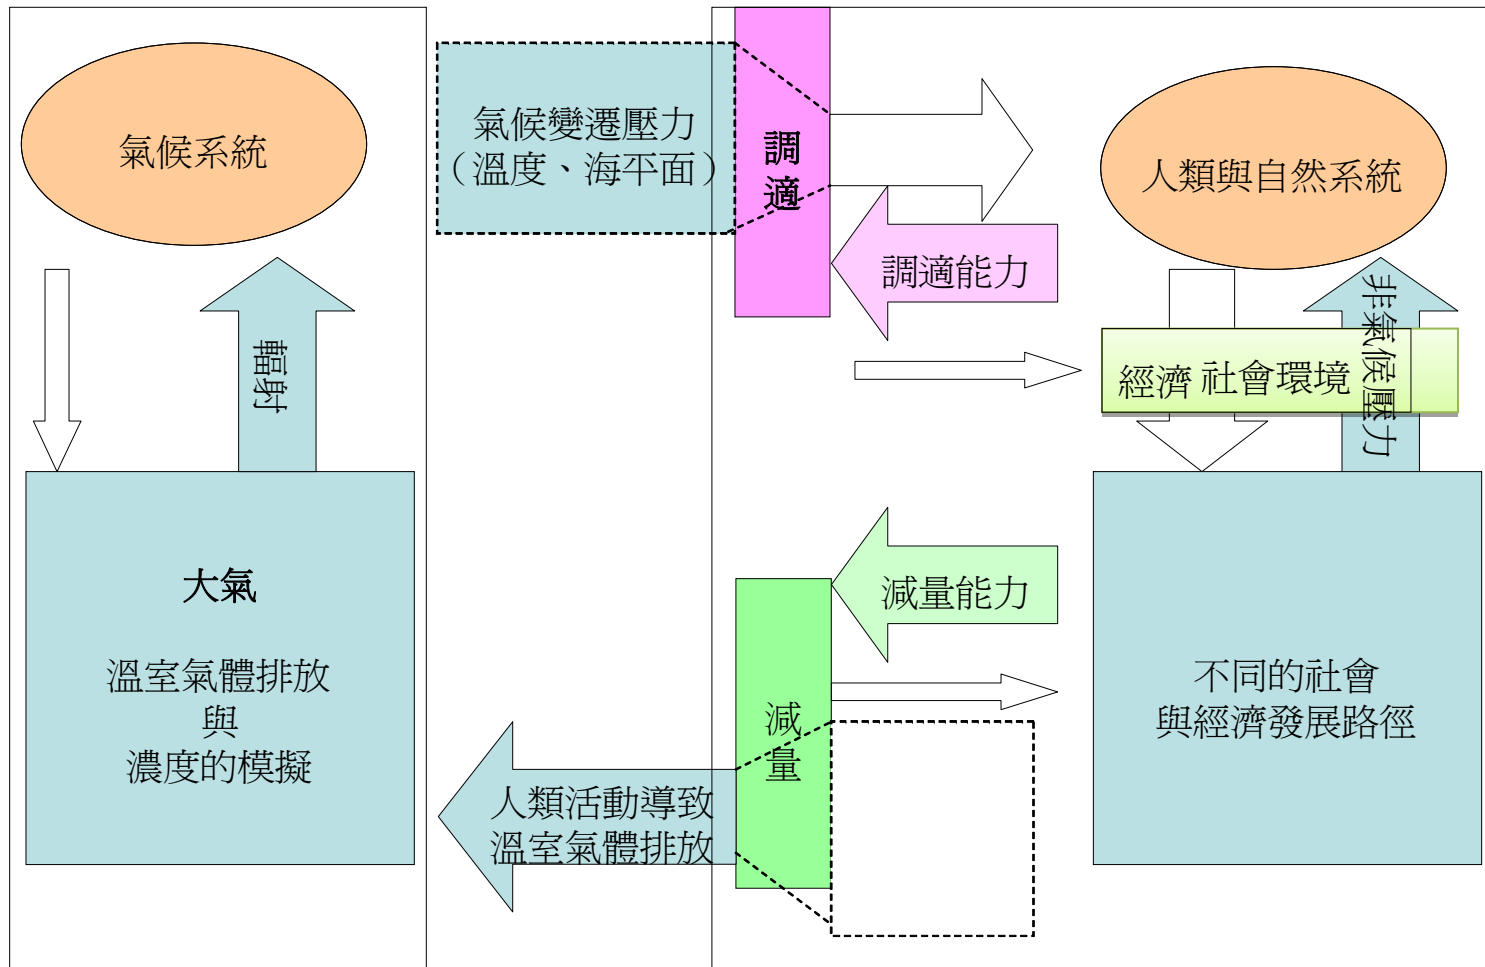 氣候系統
輻射
大氣
溫室氣體排放
與
濃度的模擬
氣候變遷壓力
（溫度、海平面）
調
適
調適能力
減量能力
減
量
人類活動導致
溫室氣體排放
人類與自然系統
非氣候壓力
經濟 社會環境
不同的社會
與經濟發展路徑